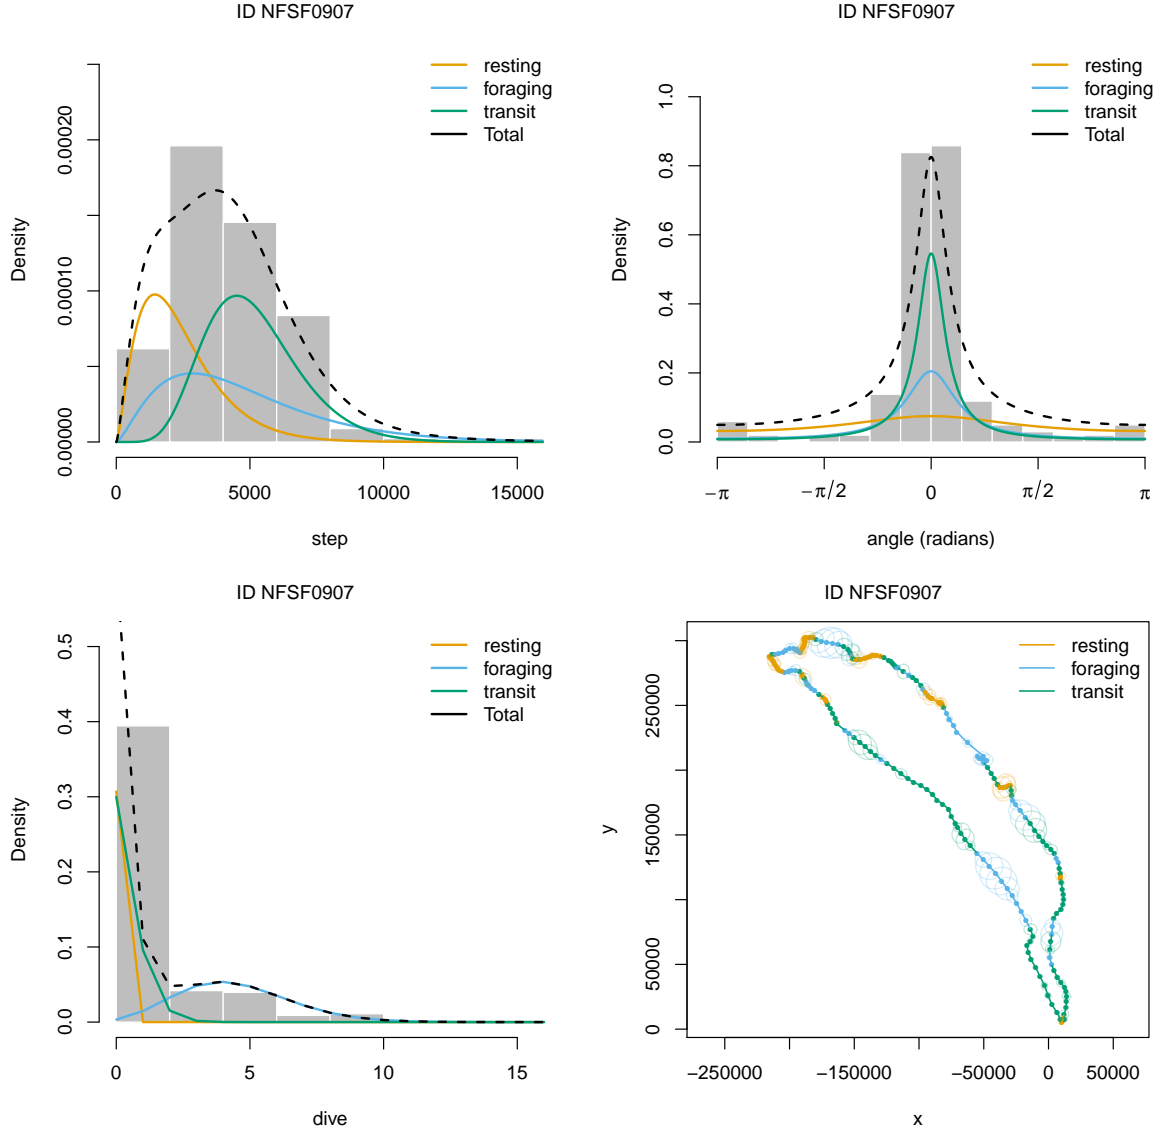 ID NFSF0907
resting
foraging
transit
Total
Density
0.00000
0.00010
0.00020
0
5000
10000
15000
step
ID NFSF0907
resting
foraging
transit
Total
Density
0.0
0.2
0.4
0.6
0.8
1.0
−π
−π/2
0
π/2
π
angle (radians)
ID NFSF0907
resting
foraging
transit
Total
Density
0.0
0.1
0.2
0.3
0.4
0.5
0
5
10
15
dive
ID NFSF0907
resting
foraging
transit
y
0
50000
150000
250000
−250000
−150000
−50000
0
50000
x